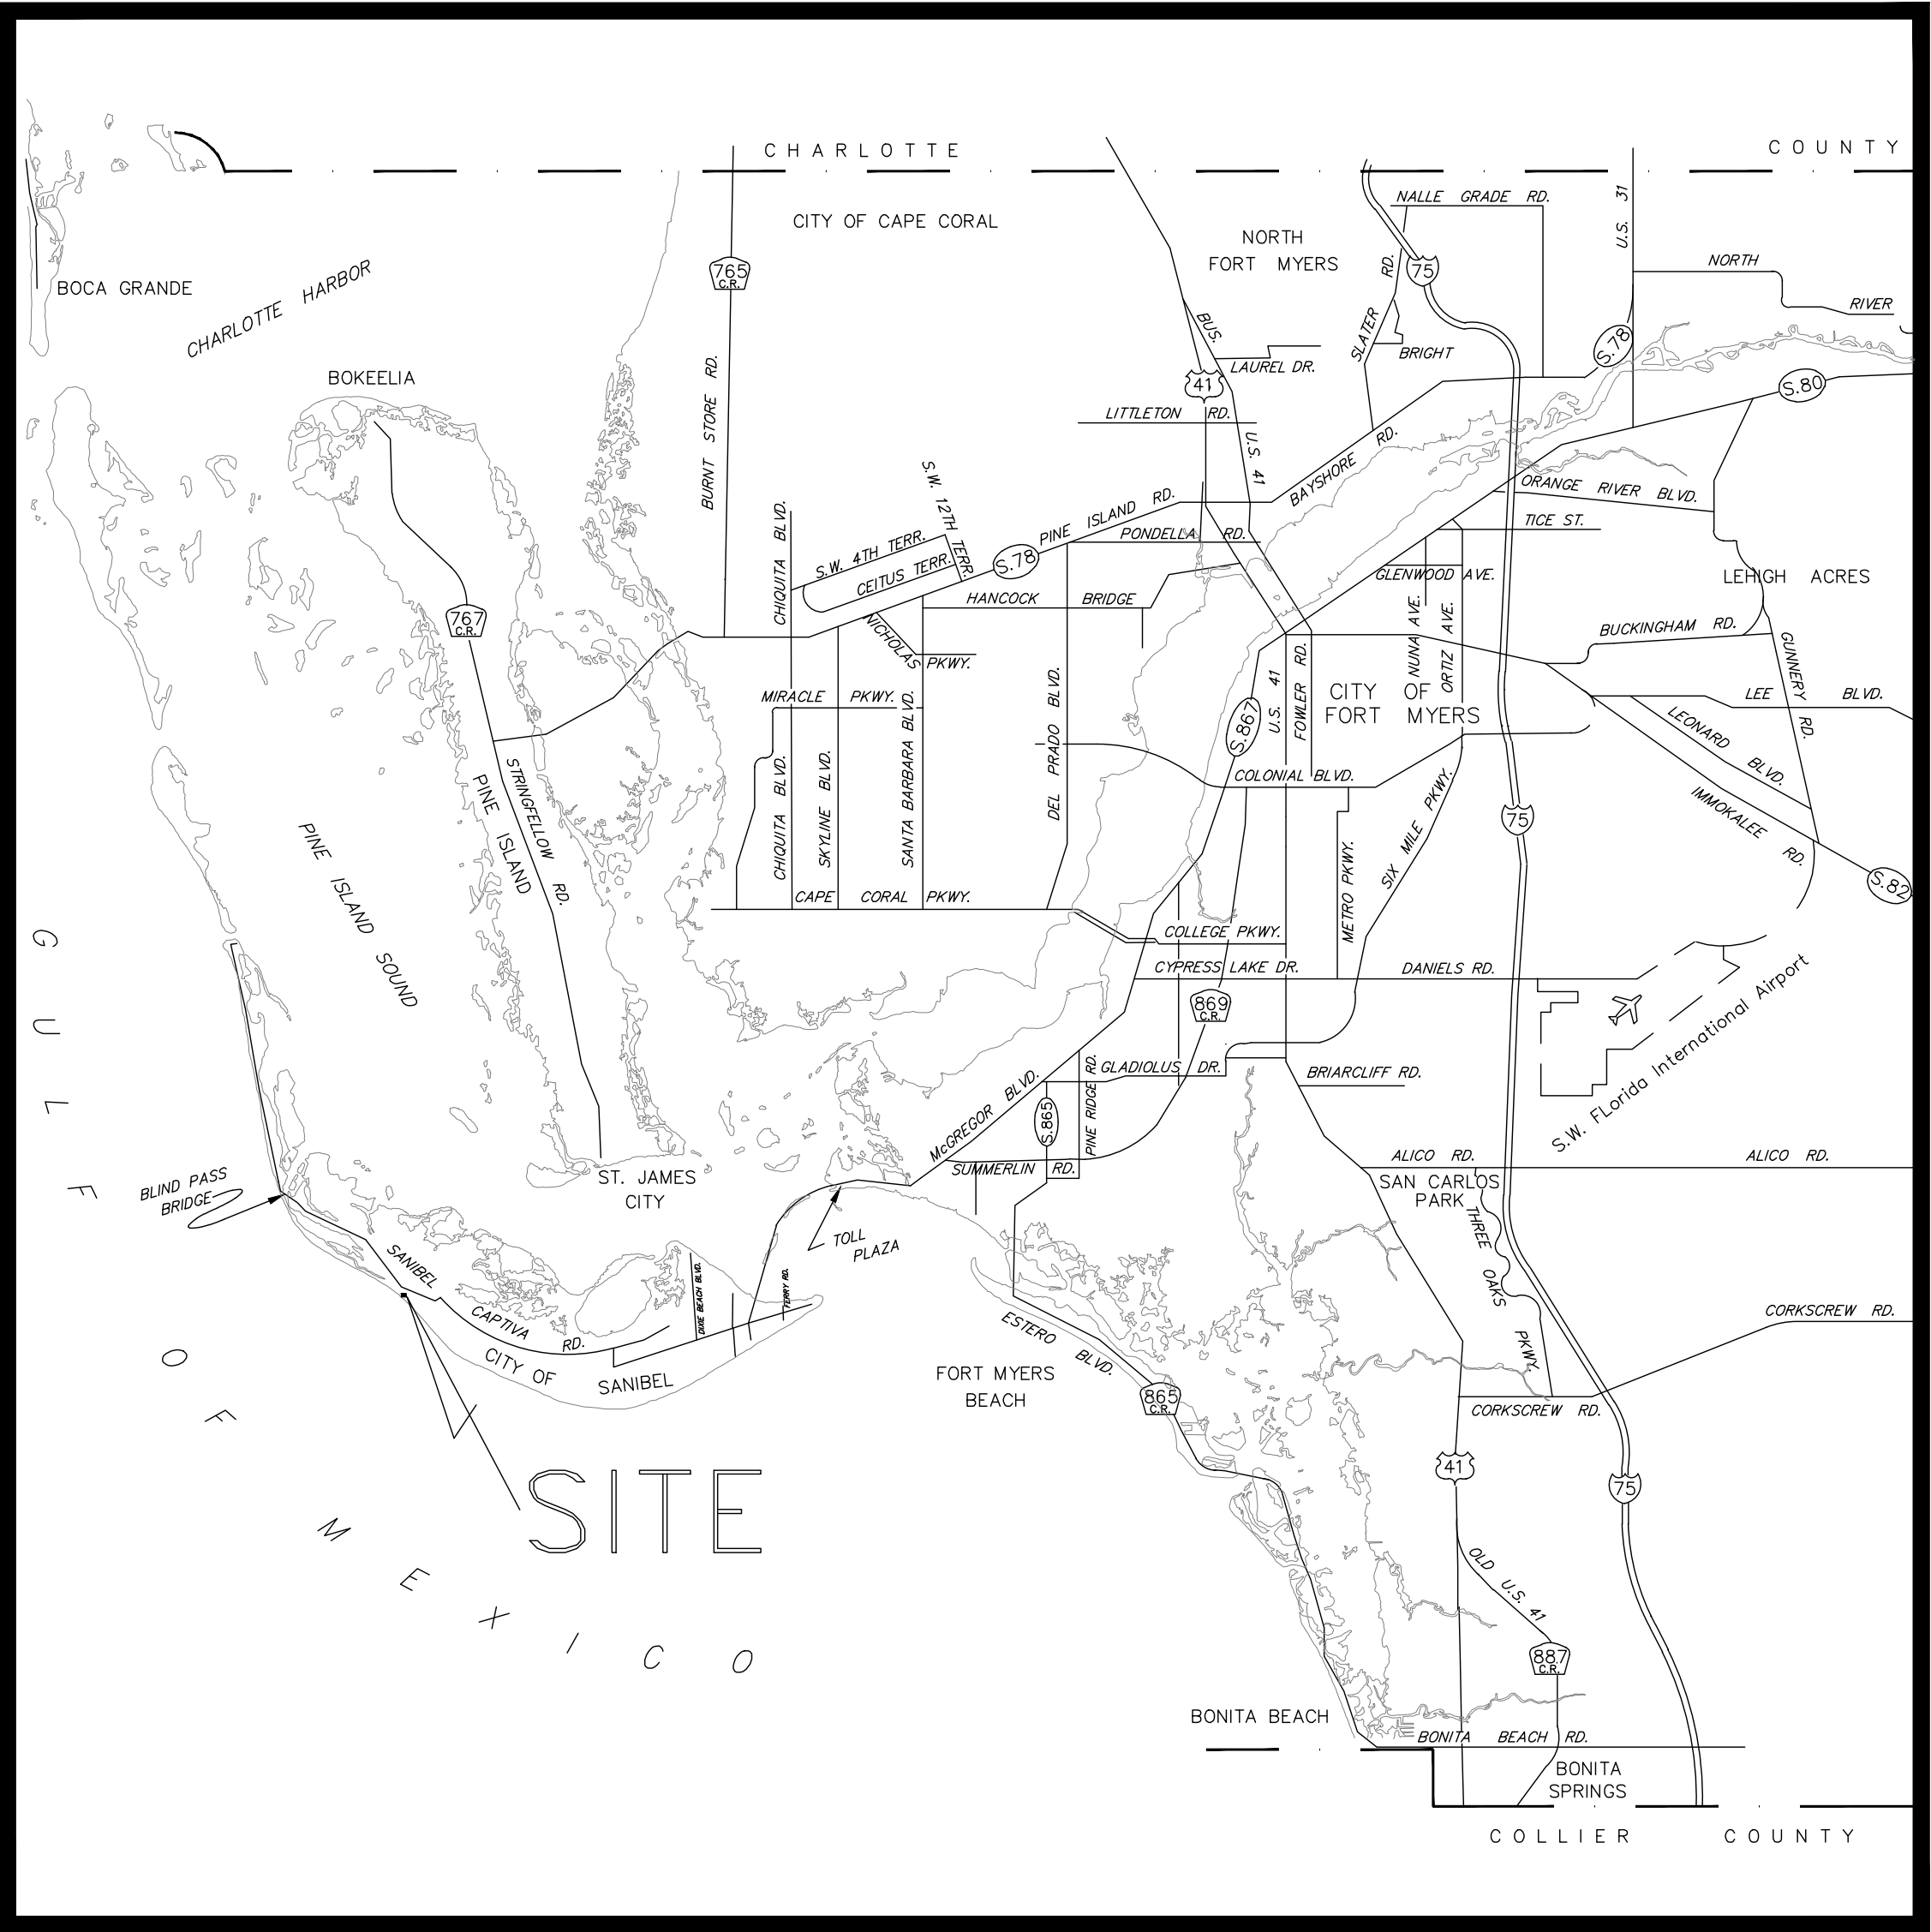 CHARLOTTE COUNTY
CITY OF CAPE CORAL
NORTH
FORT MYERS
NALLE GRADE RD.
U.S. 31
NORTH
RIVER
765
C.R.
75
BOCA GRANDE
CHARLOTTE HARBOR
SLATER RD.
BRIGHT
BUS.
41
LAUREL DR.
S.78
S.80
BOKEELIA
BURNT STORE RD.
LITTLETON RD.
U.S. 41
BAYSHORE RD.
S.W. 12TH TERR.
PINE ISLAND RD.
ORANGE RIVER BLVD.
TICE ST.
CHIQUITA BLVD.
S.W. 4TH TERR.
CEITUS TERR.
S.78
PONDELLA RD.
GLENWOOD AVE.
LEHIGH ACRES
767
C.R.
HANCOCK BRIDGE
NICHOLAS PKWY.
NUNA AVE.
ORTIZ AVE.
BUCKINGHAM RD.
GUNNERY RD.
MIRACLE PKWY.
U.S. 41
FOWLER RD.
CITY OF
FORT MYERS
LEE BLVD.
S.867
LEONARD BLVD.
DEL PRADO BLVD.
CHIQUITA BLVD.
SKYLINE BLVD.
SANTA BARBARA BLVD.
COLONIAL BLVD.
STRINGFELLOW RD.
PINE ISLAND
PINE ISLAND SOUND
SIX MILE PKWY.
METRO PKWY.
75
IMMOKALEE RD.
S.82
CAPE CORAL PKWY.
COLLEGE PKWY.
CYPRESS LAKE DR.
DANIELS RD.
869
C.R.
S.W. FLorida International Airport
GLADIOLUS DR.
BRIARCLIFF RD.
McGREGOR BLVD.
S.865
PINE RIDGE RD.
SUMMERLIN RD.
ALICO RD.
ALICO RD.
SAN CARLOS
PARK
THREE OAKS PKWY.
ST. JAMES
CITY
BLIND PASS
BRIDGE
TOLL
PLAZA
SANIBEL CAPTIVA RD.
DIXIE BEACH BLVD.
FERRY RD.
CITY OF SANIBEL
ESTERO BLVD.
FORT MYERS
BEACH
865
C.R.
CORKSCREW RD.
CORKSCREW RD.
41
75
SITE
GULF OF MEXICO
OLD U.S. 41
887
C.R.
BONITA BEACH
BONITA BEACH RD.
BONITA
SPRINGS
COLLIER COUNTY